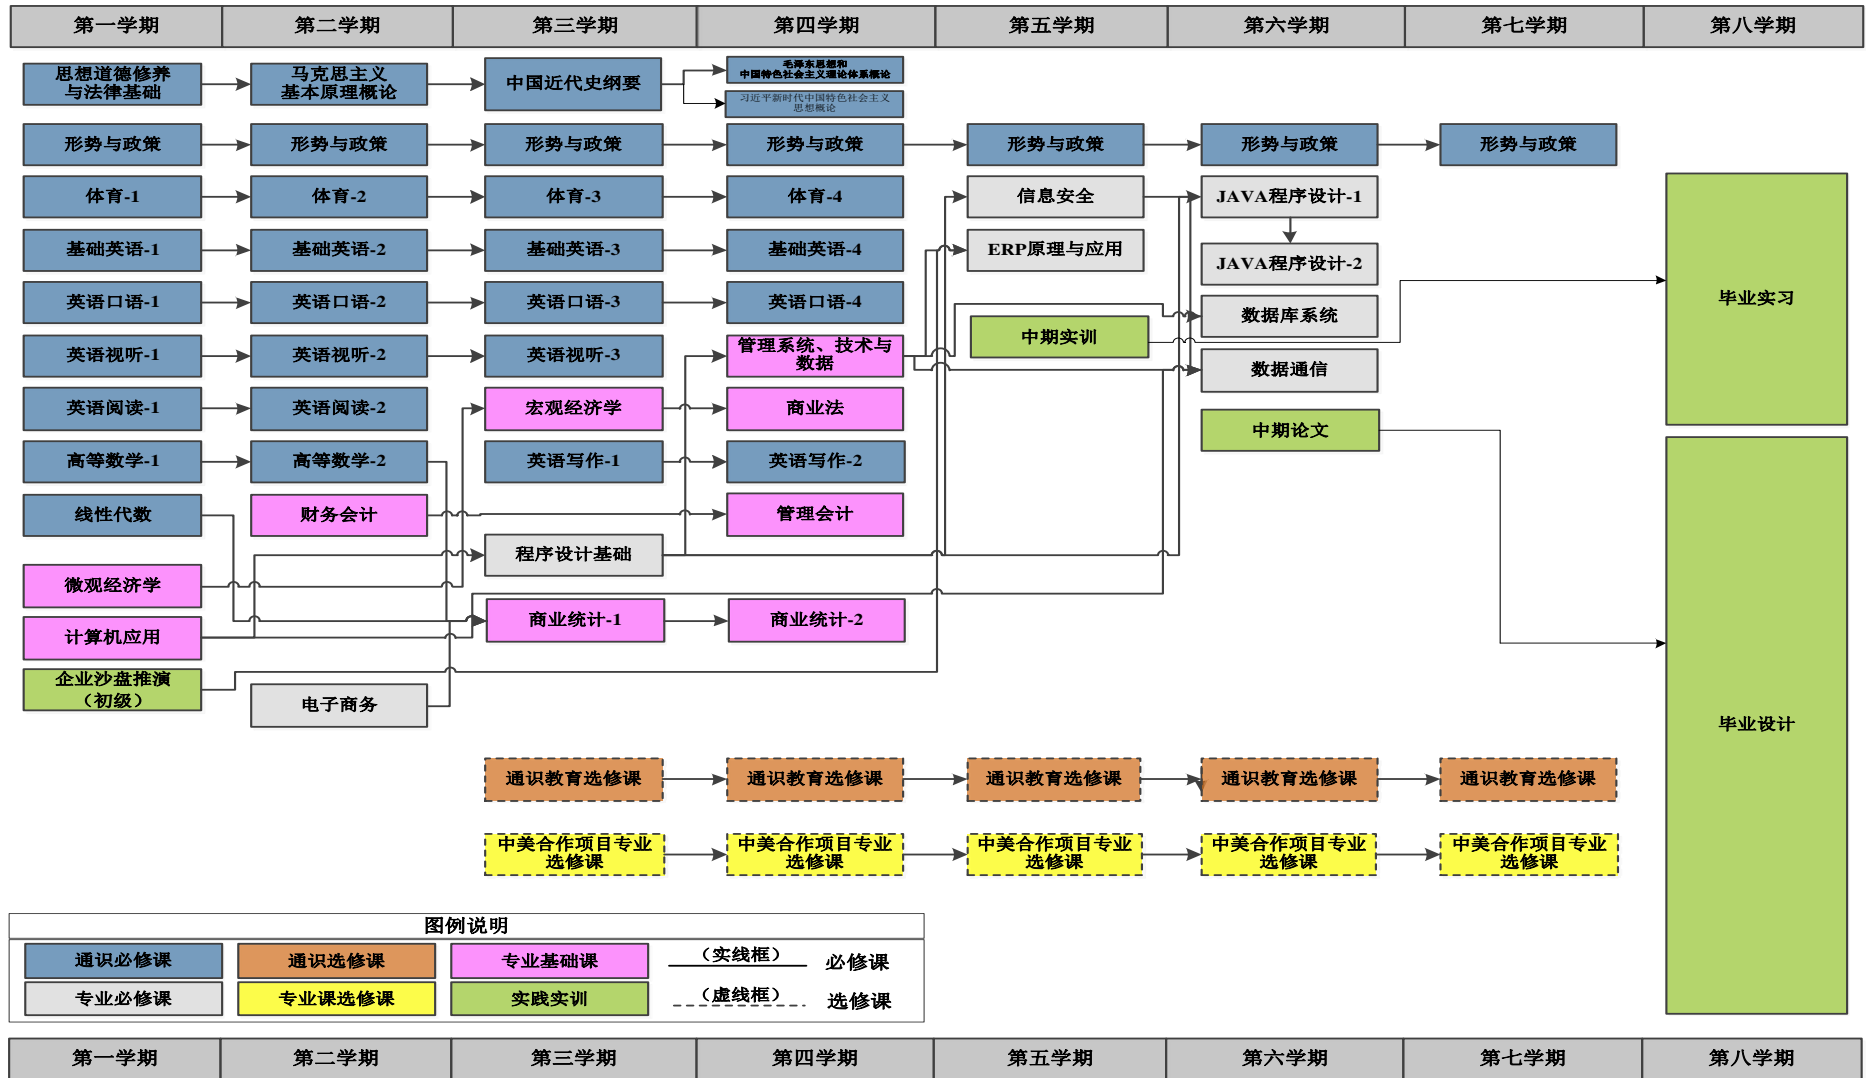 第一学期 第二学期 第三学期 第四学期 第五学期 第六学期 第七学期 第八学期
思想道德修养
与法律基础
马克思主义
基本原理概论
中国近代史纲要
毛泽东思想和
中国特色社会主义理论体系概论
习近平新时代中国特色社会主义
思想概论
形势与政策 形势与政策 形势与政策 形势与政策 形势与政策 形势与政策 形势与政策
体育-1 体育-2 体育-3 体育-4 信息安全 JAVA程序设计-1
基础英语-1 基础英语-2 基础英语-3 基础英语-4 ERP原理与应用 JAVA程序设计-2
英语口语-1 英语口语-2 英语口语-3 英语口语-4 数据库系统 毕业实习
英语视听-1 英语视听-2 英语视听-3
管理系统、技术与
数据
中期实训 数据通信
英语阅读-1 英语阅读-2 宏观经济学 商业法 中期论文
高等数学-1 高等数学-2 英语写作-1 英语写作-2
线性代数 财务会计 管理会计
程序设计基础
微观经济学
计算机应用 商业统计-1 商业统计-2
企业沙盘推演
（初级）
电子商务 毕业设计
通识教育选修课 通识教育选修课 通识教育选修课 通识教育选修课 通识教育选修课
中美合作项目专业
选修课
中美合作项目专业
选修课
中美合作项目专业
选修课
中美合作项目专业
选修课
中美合作项目专业
选修课
图例说明
通识必修课 通识选修课 专业基础课 （实线框） 必修课
专业必修课 专业课选修课 实践实训 （虚线框） 选修课
第一学期 第二学期 第三学期 第四学期 第五学期 第六学期 第七学期 第八学期